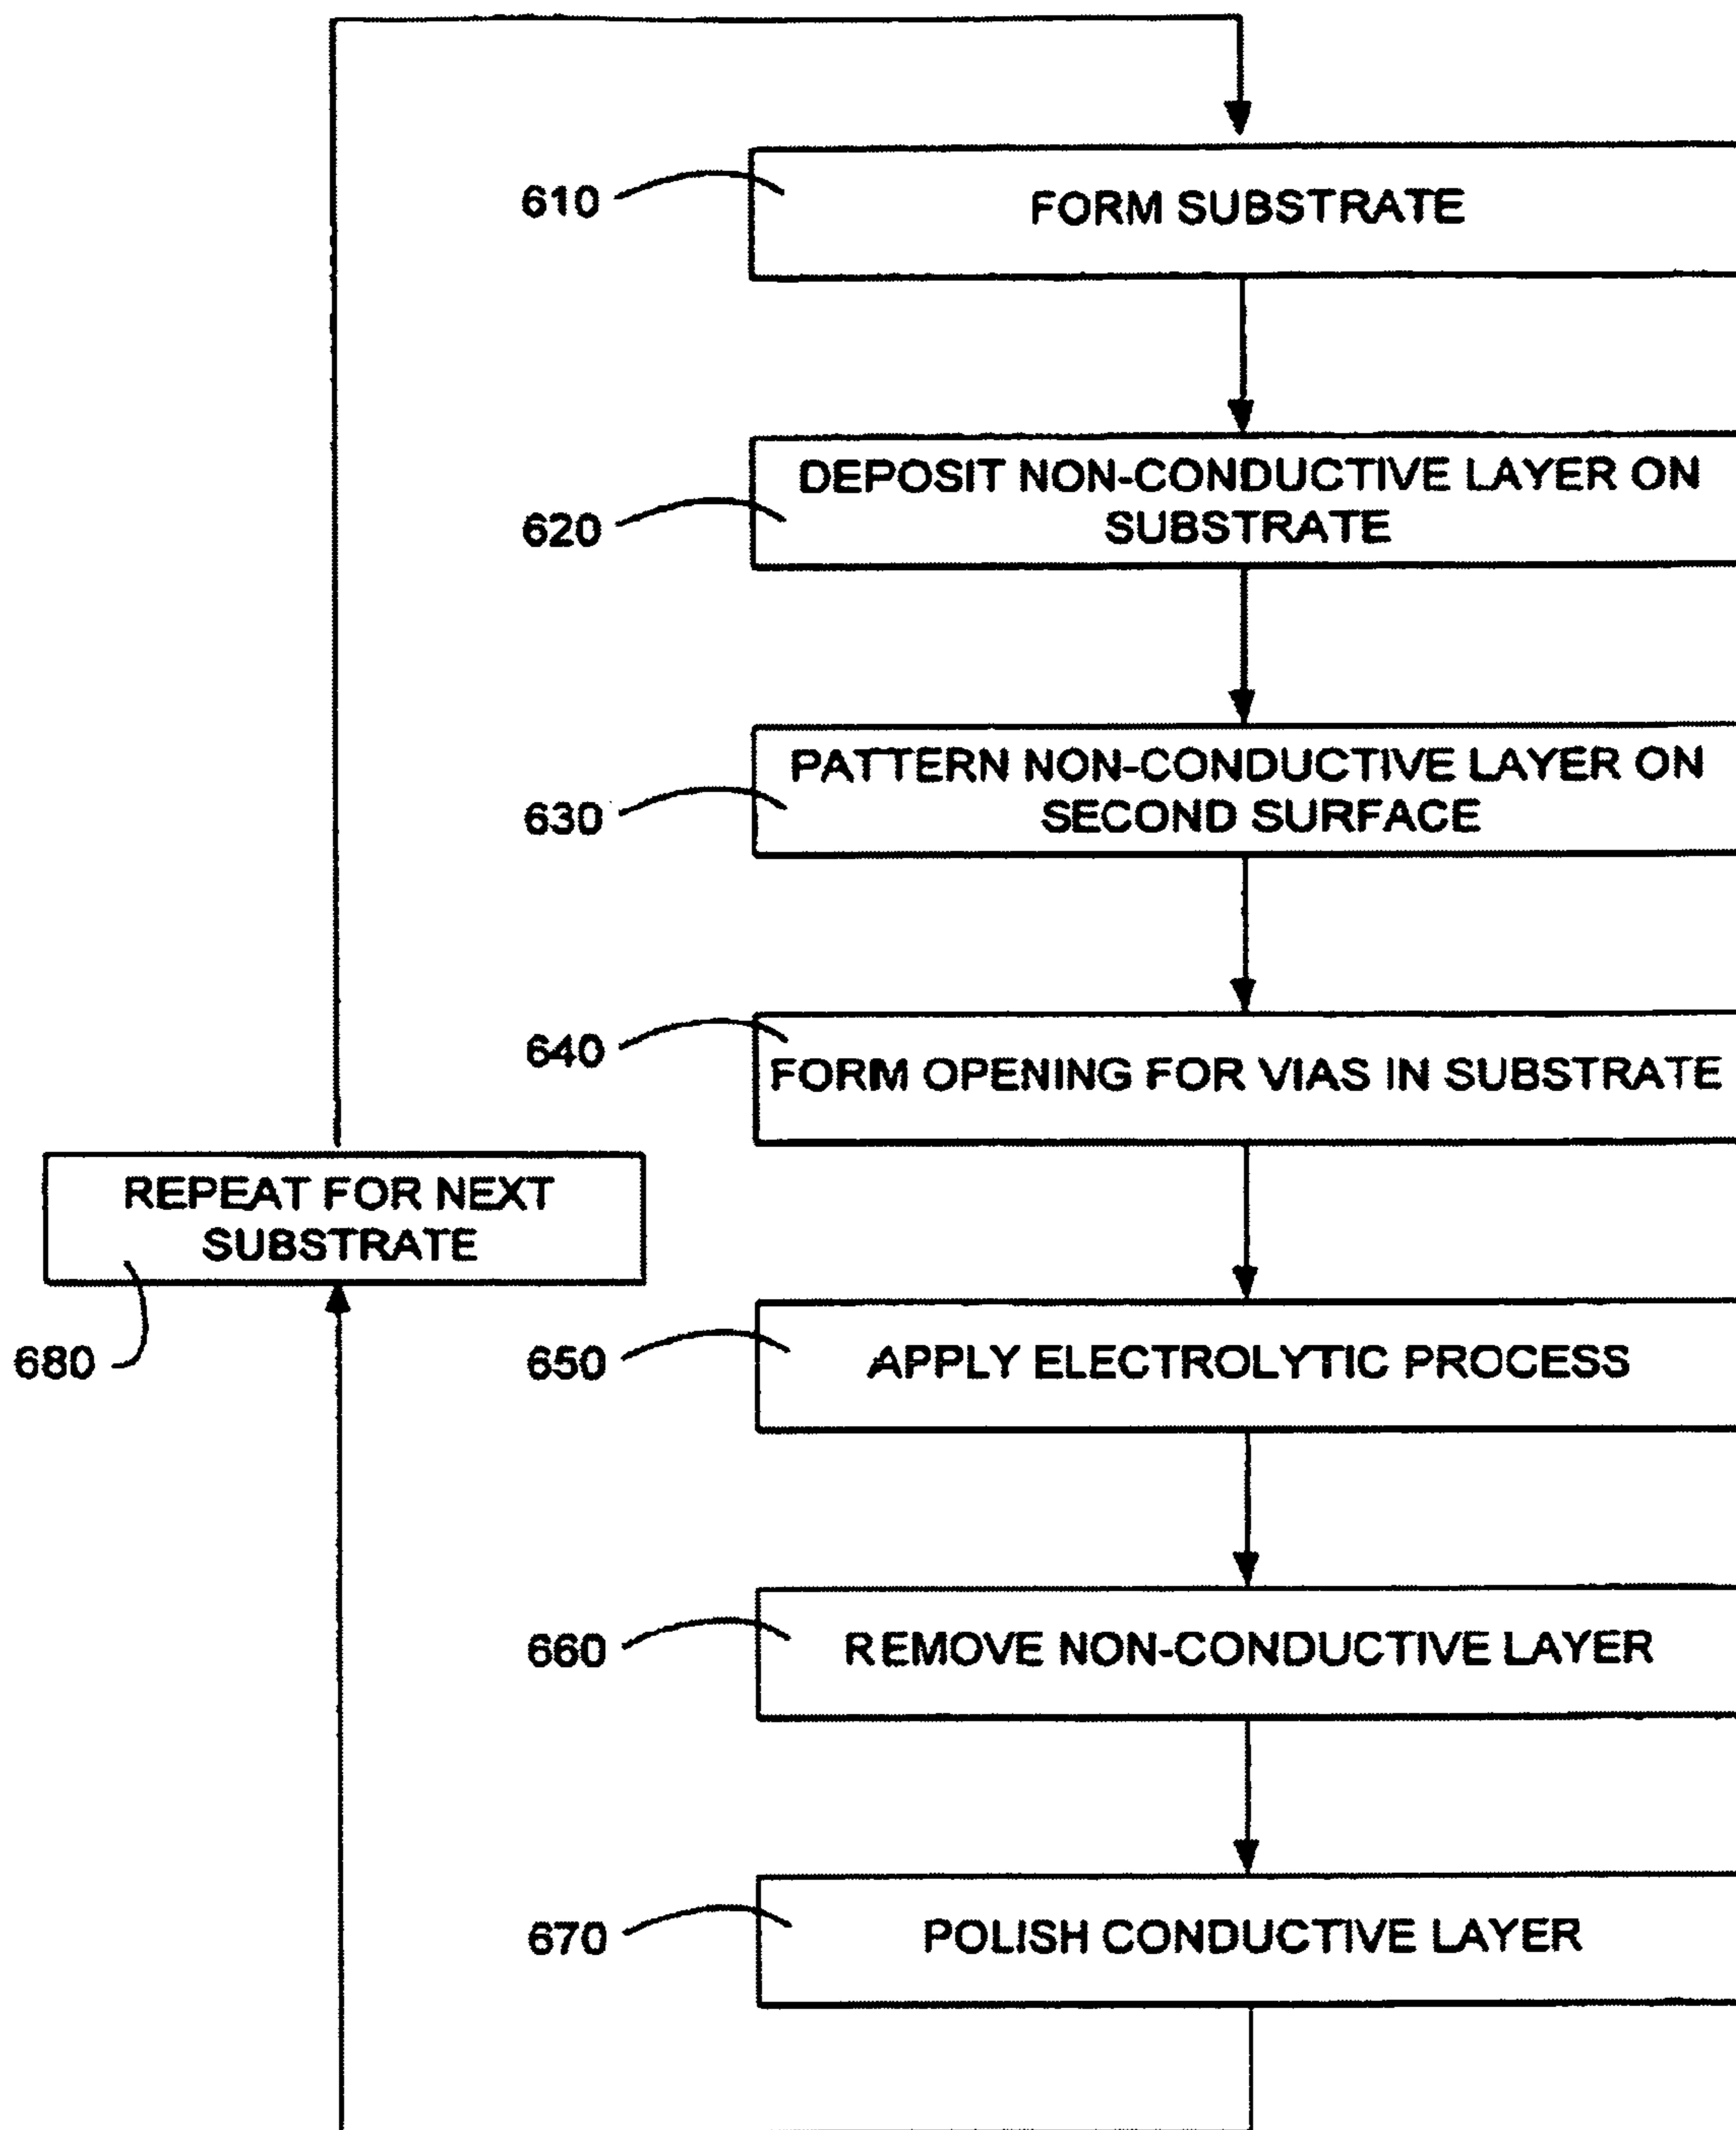 610
FORM SUBSTRATE
620
DEPOSIT NON-CONDUCTIVE LAYER ON
SUBSTRATE
630
PATTERN NON-CONDUCTIVE LAYER ON
SECOND SURFACE
640
FORM OPENING FOR VIAS IN SUBSTRATE
650
APPLY ELECTROLYTIC PROCESS
660
REMOVE NON-CONDUCTIVE LAYER
670
POLISH CONDUCTIVE LAYER
680
REPEAT FOR NEXT
SUBSTRATE